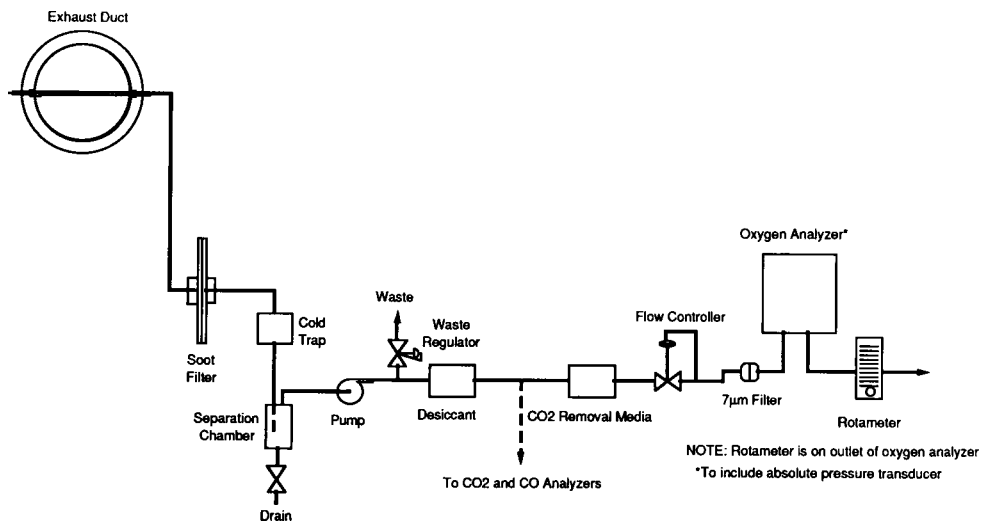 Exhaust Duct
Oxygen Analyzer*
Waste
Waste
Regulator
Flow Controller
Cold
Trap
Soot
Filter
Separation
Chamber
Pump
Desiccant
CO2 Removal Media
7µm Filter
Rotameter
NOTE: Rotameter is on outlet of oxygen analyzer
*To include absolute pressure transducer
To CO2 and CO Analyzers
Drain